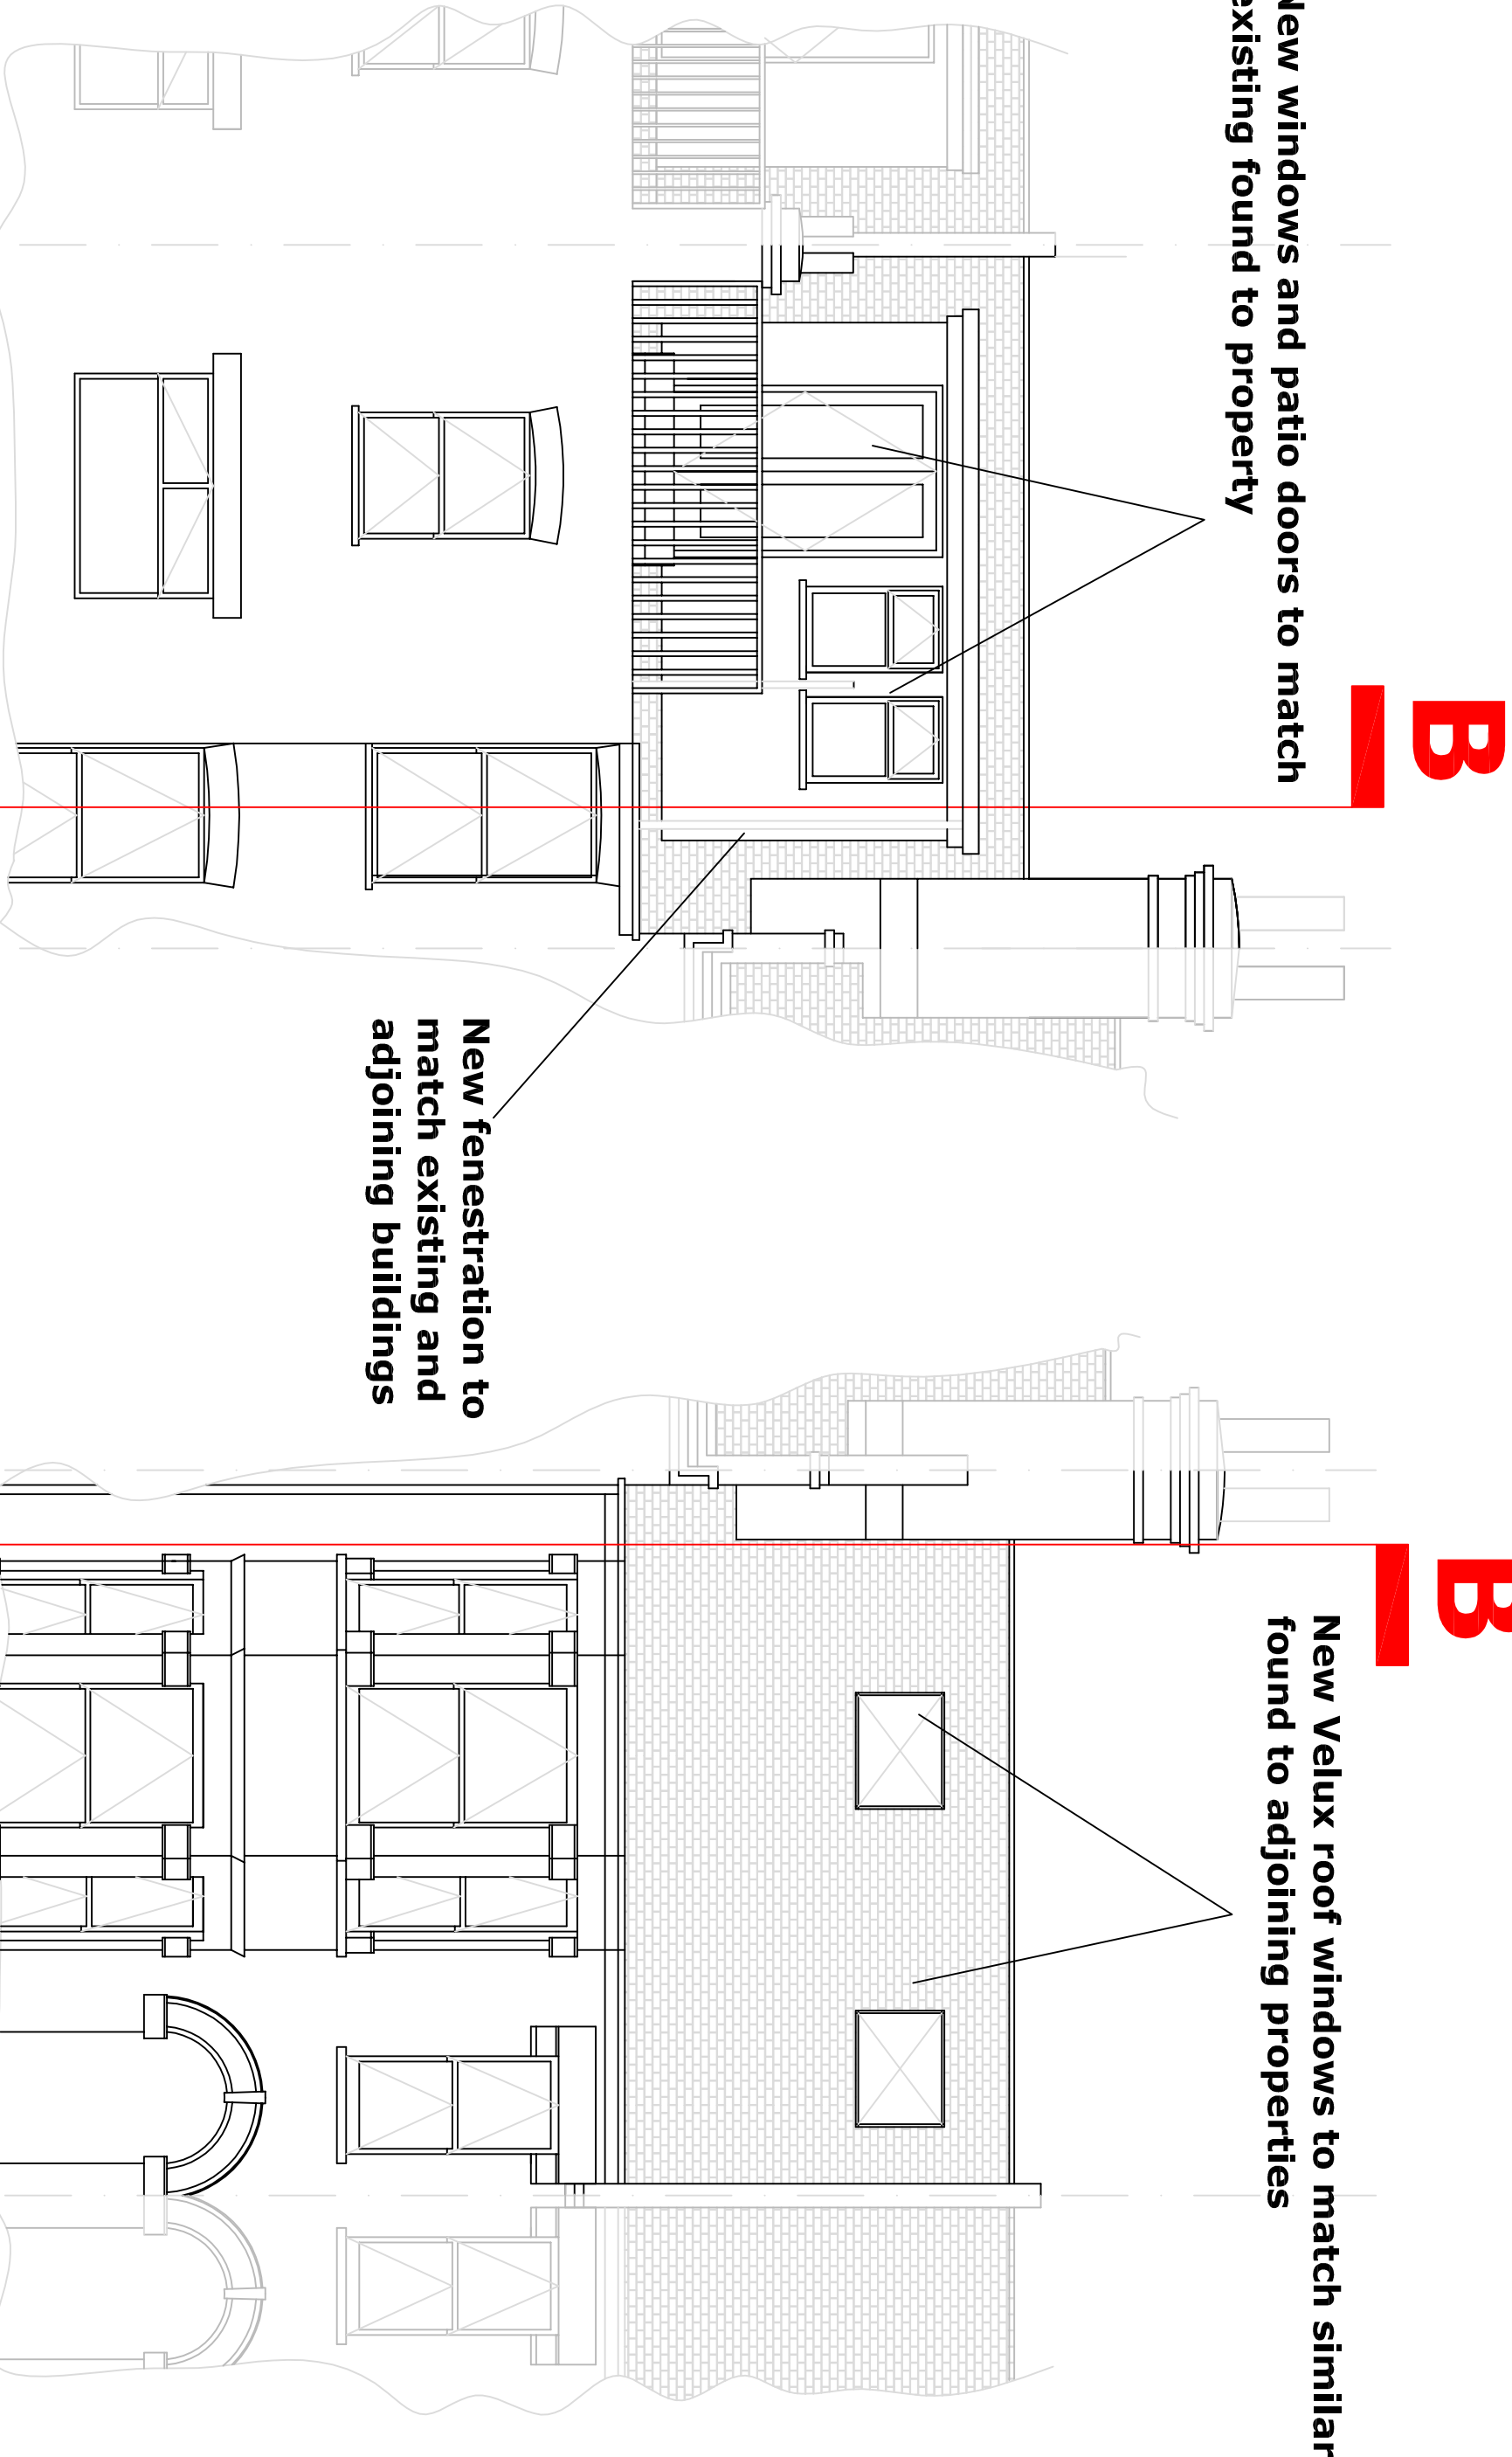 New windows and patio doors to match
existing found to property
B
New fenestration to
match existing and
adjoining buildings
B
New Velux roof windows to match similar
found to adjoining properties